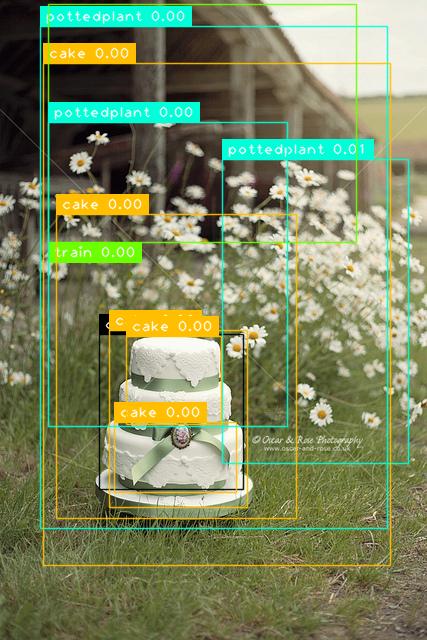 pottedplant 0.00
cake 0.00
pottedplant 0.00
pottedplant 0.01
cake 0.00
train 0.00
cake 0.00
cake 0.00
© Oscar & Rose Photography
www.oscar-and-rose.co.uk